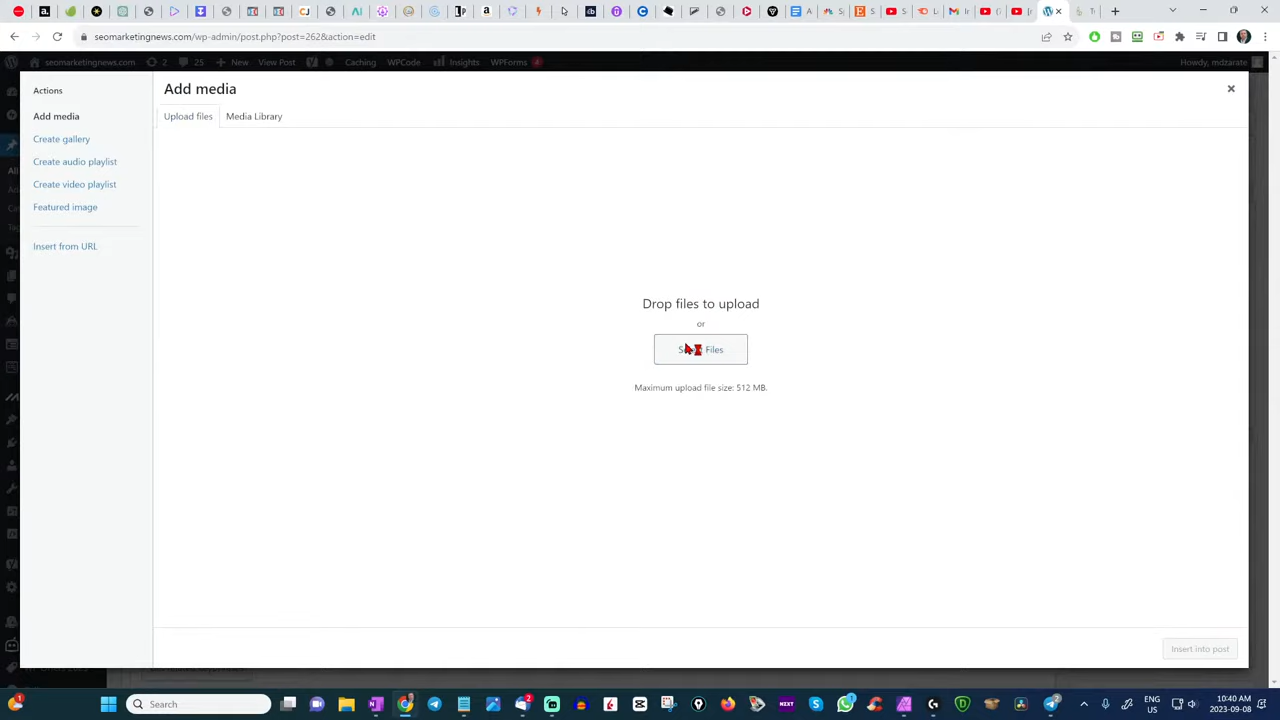 seomarketingnews.com/wp-admin/post.php?post=262&action=edit
seomarketingnews.com 2 25 New View Post Caching WPCode Insights WPForms 4 Howdy, mdzarate
Actions
Add media
Create gallery
Create audio playlist
Create video playlist
Featured image
Insert from URL
Add media
Upload files Media Library
Drop files to upload
or
Files
Maximum upload file size: 512 MB.
Insert into post
Search
ENG
US
10:40 AM
2023-09-08